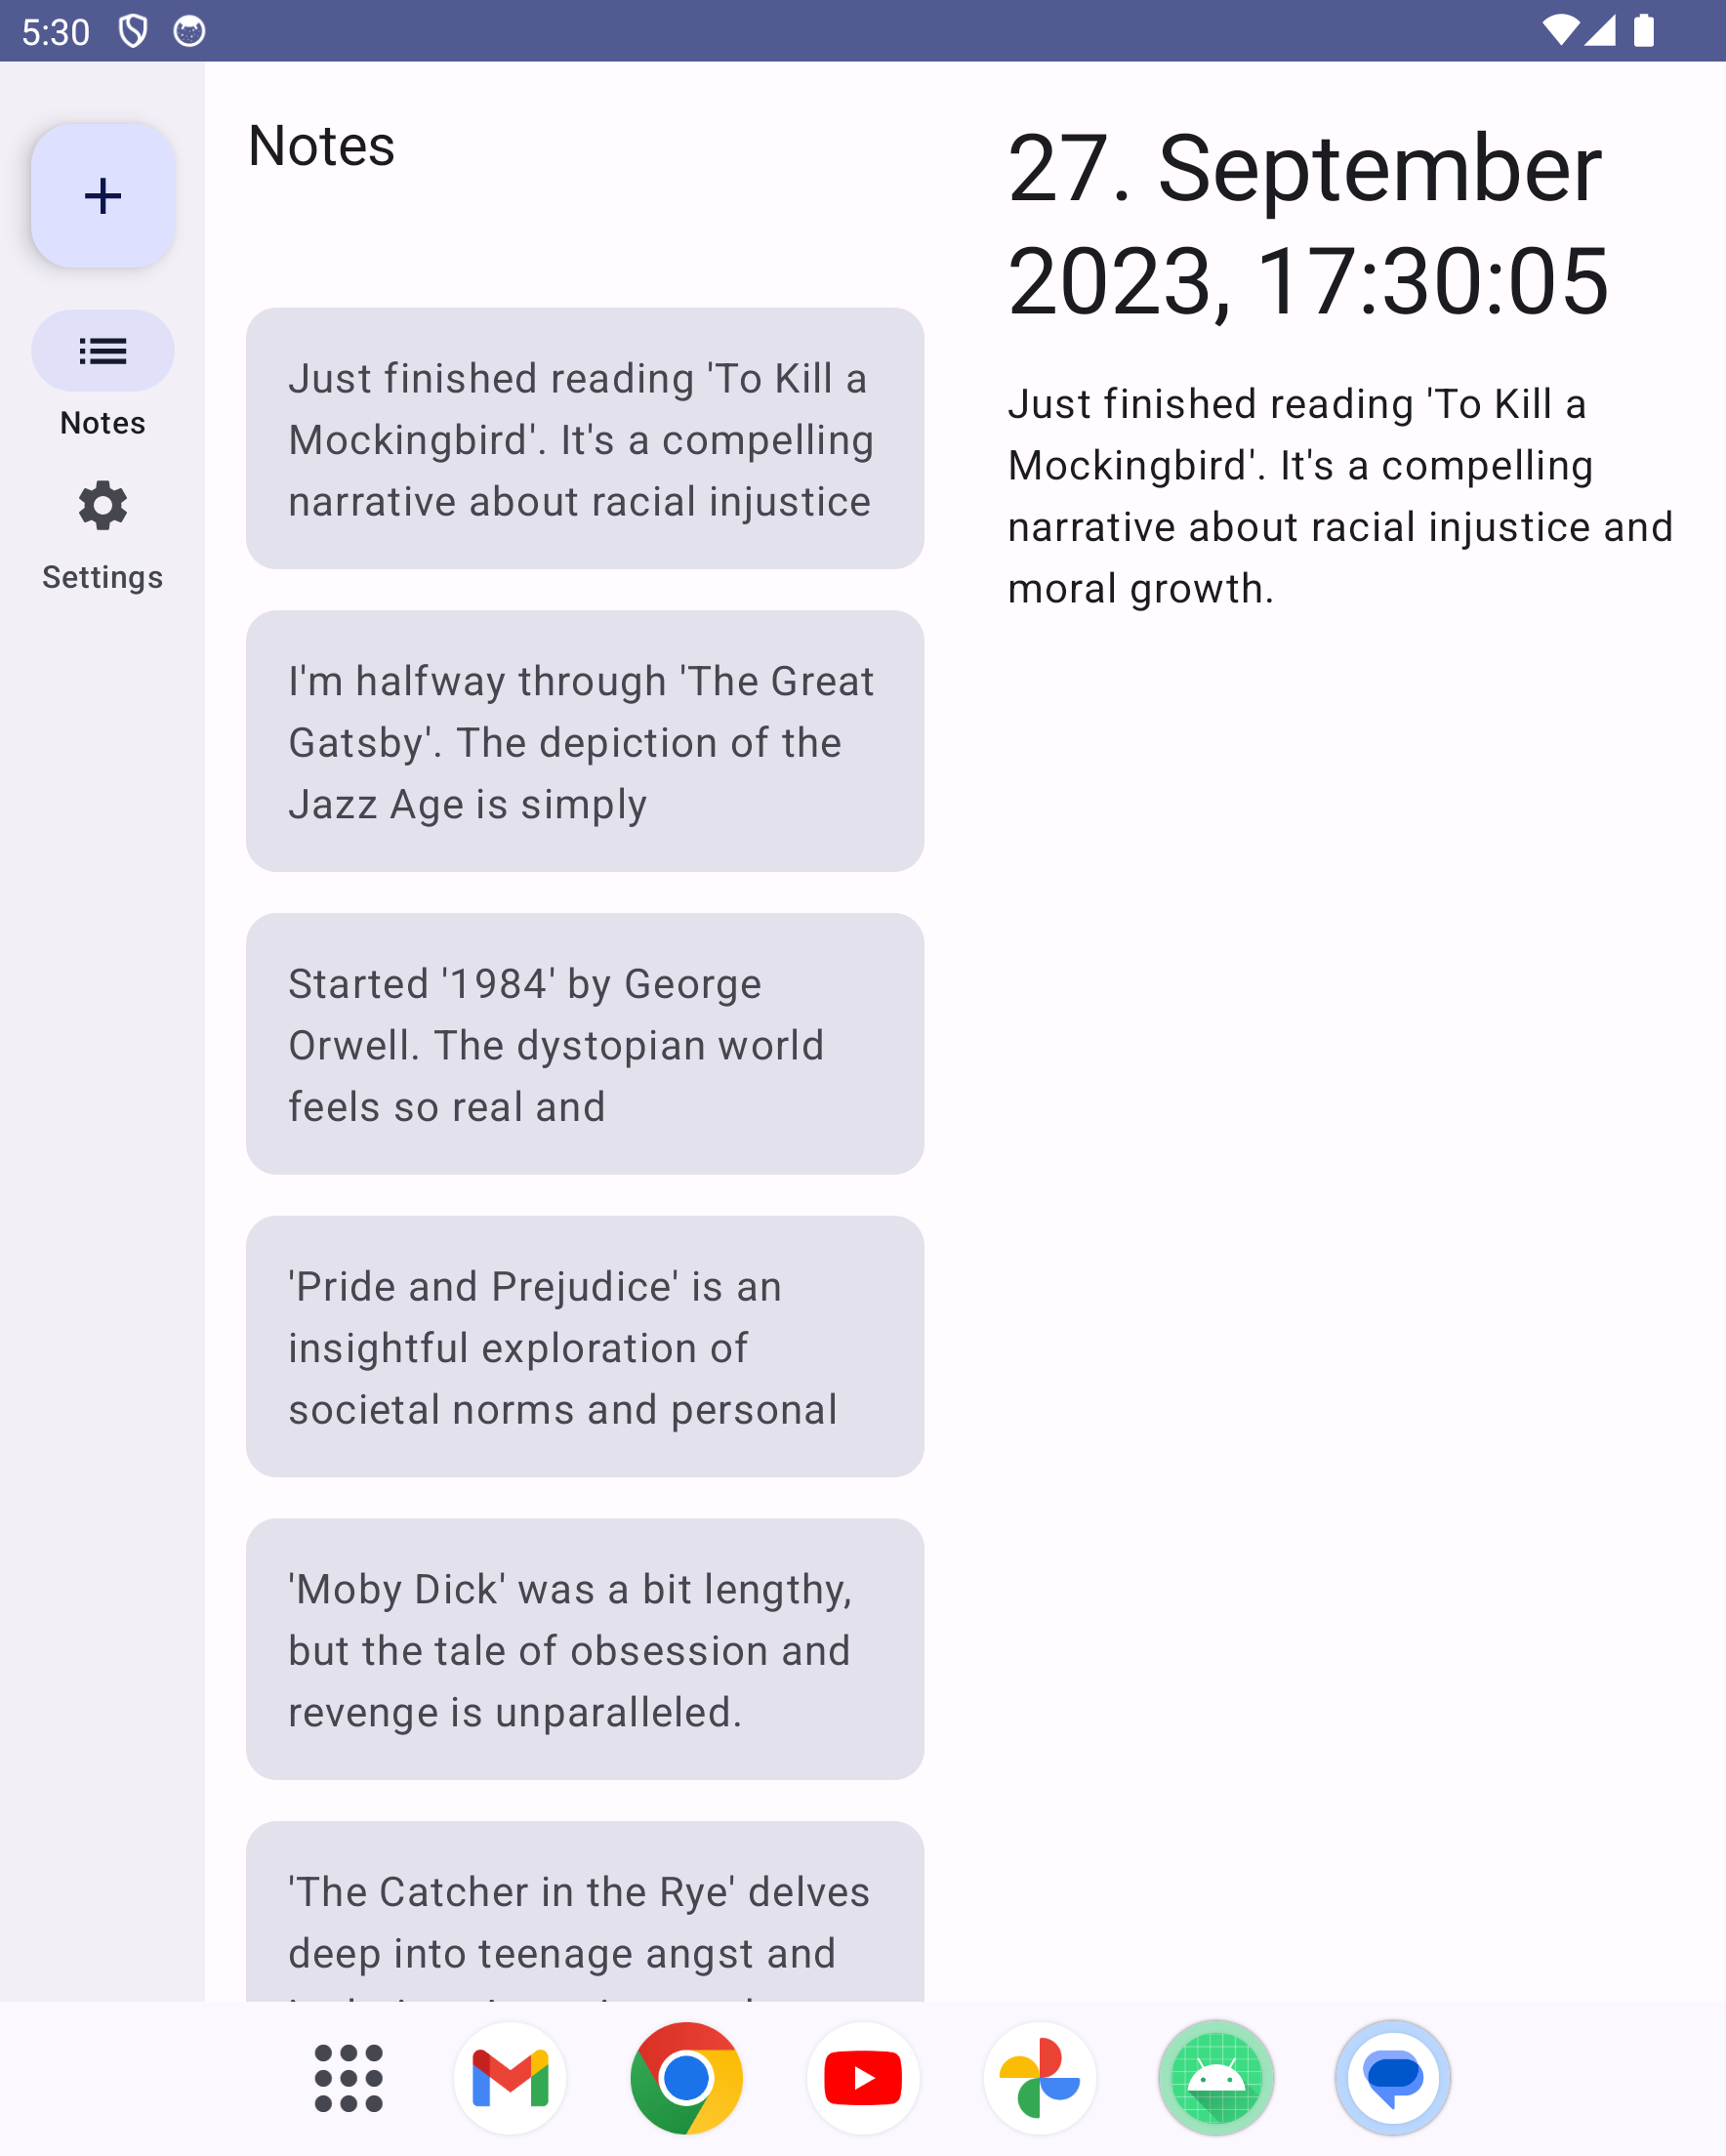 5:30
Notes
Settings
Notes
Just finished reading 'To Kill a
Mockingbird'. It's a compelling
narrative about racial injustice
I'm halfway through 'The Great
Gatsby'. The depiction of the
Jazz Age is simply
Started '1984' by George
Orwell. The dystopian world
feels so real and
'Pride and Prejudice' is an
insightful exploration of
societal norms and personal
'Moby Dick' was a bit lengthy,
but the tale of obsession and
revenge is unparalleled.
'The Catcher in the Rye' delves
deep into teenage angst and
27. September
2023, 17:30:05
Just finished reading 'To Kill a
Mockingbird'. It's a compelling
narrative about racial injustice and
moral growth.